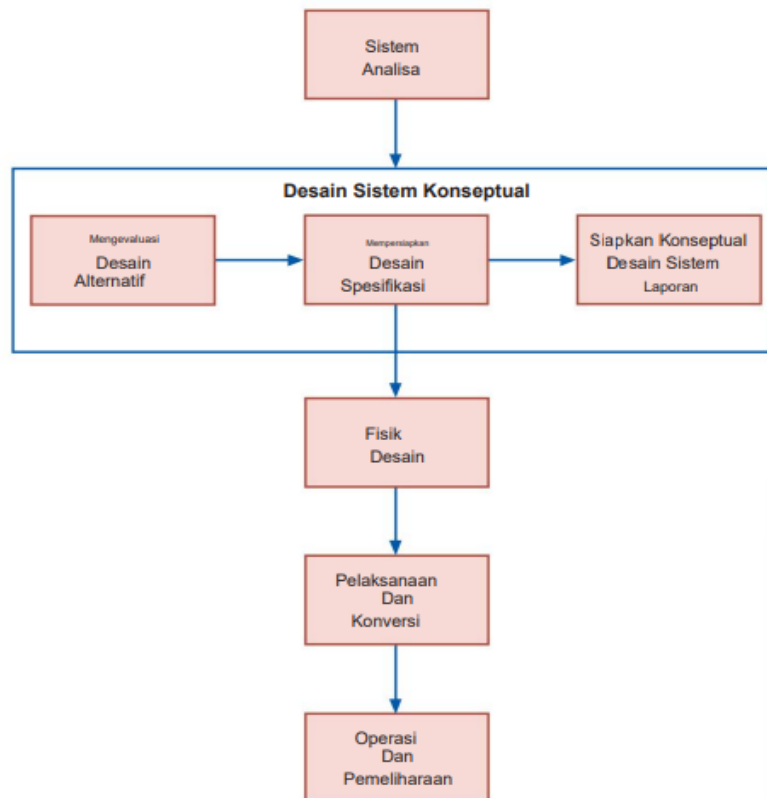 Sistem
Analisa
Desain Sistem Konseptual
Mengevaluasi
Desain
Alternatif
Mempersiapkan
Desain
Spesifikasi
Siapkan Konseptual
Desain Sistem
Laporan
Fisik
Desain
Pelaksanaan
Dan
Konversi
Operasi
Dan
Pemeliharaan